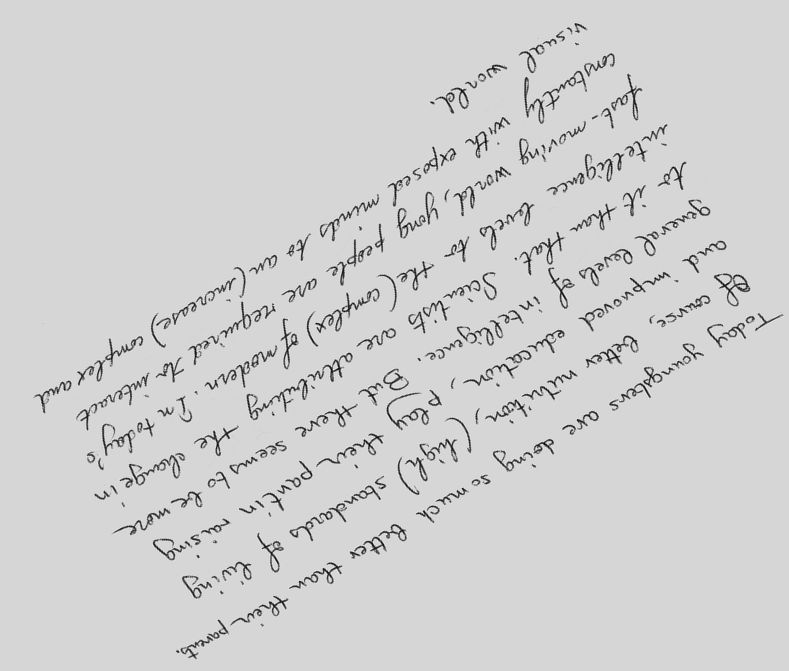 Today youngsters are doing so much better than their parents.
Of course, better nutrition, (high) standards of living
and improved education, play their part in raising
general levels of intelligence. But there seems to be more
to it than that. Scientists are attributing the change in
intelligence levels to the (complex) of modern. In today's
fast-moving world, yong people are required to interact
constantly with exposed minds to an (increase) complex and
visual world.